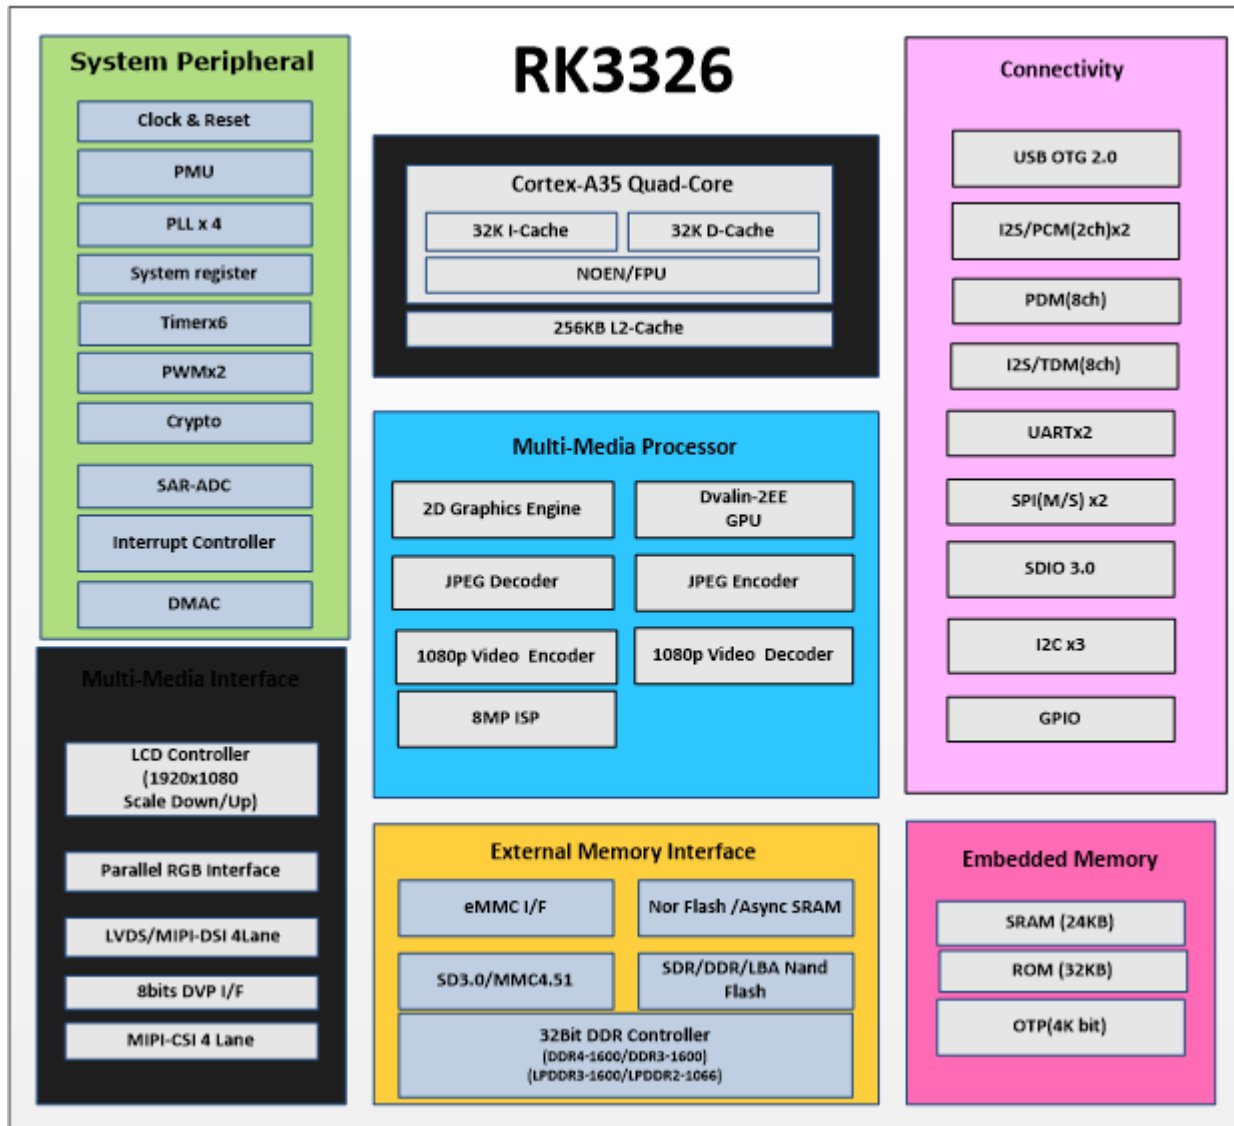 RK3326
System Peripheral
Clock & Reset
PMU
PLL x 4
System register
Timerx6
PWMx2
Crypto
SAR-ADC
Interrupt Controller
DMAC
Multi-Media Interface
LCD Controller
(1920x1080
Scale Down/Up)
Parallel RGB Interface
LVDS/MIPI-DSI 4Lane
8bits DVP I/F
MIPI-CSI 4 Lane
Cortex-A35 Quad-Core
32K I-Cache
32K D-Cache
NOEN/FPU
256KB L2-Cache
Multi-Media Processor
2D Graphics Engine
Dvalin-2EE
GPU
JPEG Decoder
JPEG Encoder
1080p Video Encoder
1080p Video Decoder
8MP ISP
External Memory Interface
eMMC I/F
Nor Flash /Async SRAM
SD3.0/MMC4.51
SDR/DDR/LBA Nand
Flash
32Bit DDR Controller
(DDR4-1600/DDR3-1600)
(LPDDR3-1600/LPDDR2-1066)
Connectivity
USB OTG 2.0
I2S/PCM(2ch)x2
PDM(8ch)
I2S/TDM(8ch)
UARTx2
SPI(M/S) x2
SDIO 3.0
I2C x3
GPIO
Embedded Memory
SRAM (24KB)
ROM (32KB)
OTP(4K bit)